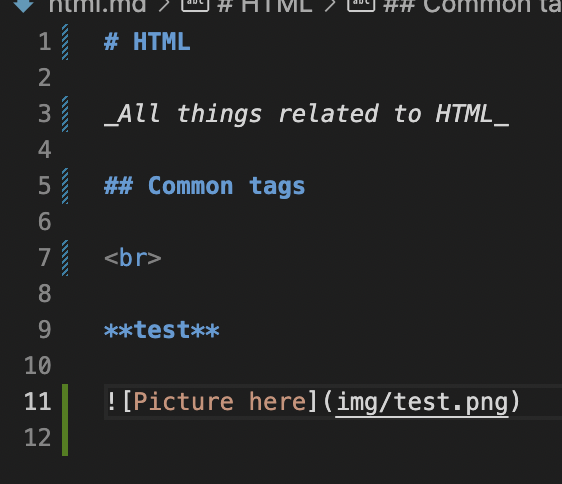 html.md > # HTML > ## Common ta
1 # HTML
2
3 _All things related to HTML_
4
5 ## Common tags
6
7 <br>
8
9 **test**
10
11 ![Picture here](img/test.png)
12